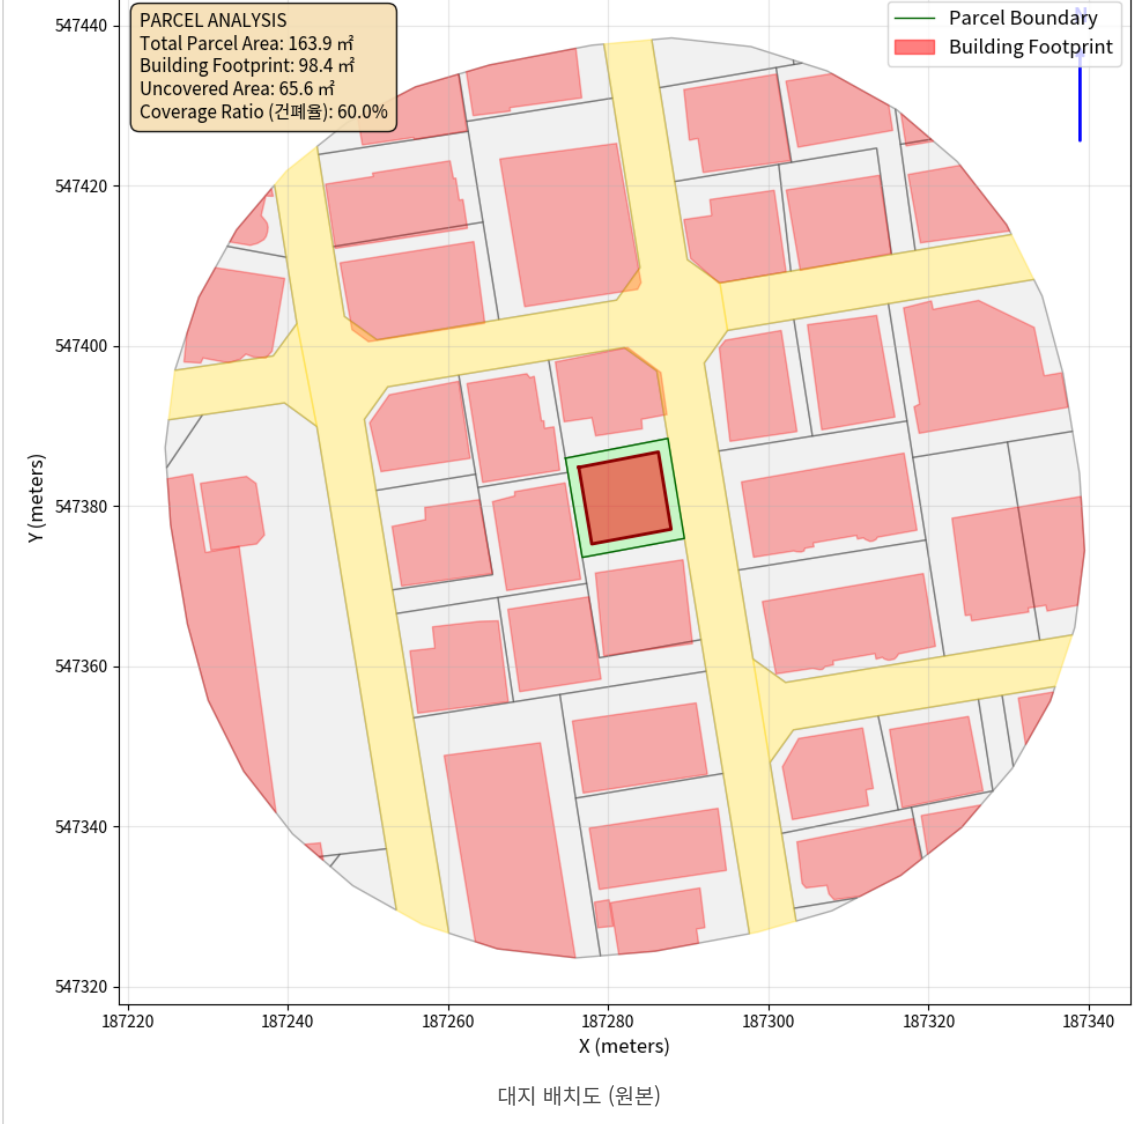 PARCEL ANALYSIS
Total Parcel Area: 163.9 ㎡
Building Footprint: 98.4 ㎡
Uncovered Area: 65.6 ㎡
Coverage Ratio (건폐율): 60.0%
N
Parcel Boundary
Building Footprint
547440
547420
547400
547380
547360
547340
547320
Y (meters)
187220
187240
187260
187280
187300
187320
187340
X (meters)
대지 배치도 (원본)